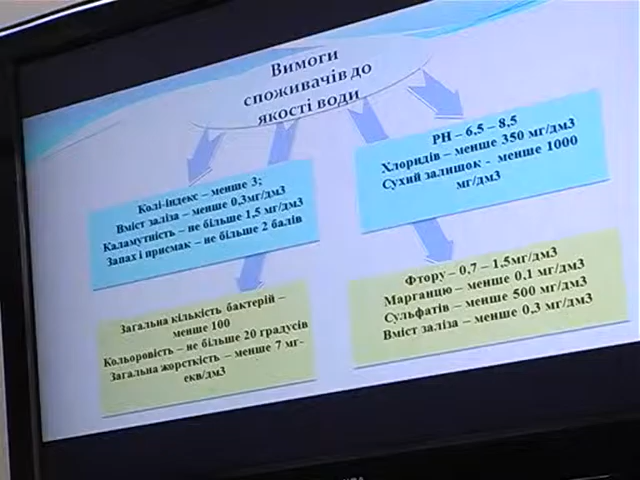 Вимоги
споживачів до
якості води
Колі-індекс – менше 3;
Вміст заліза – менше 0,3мг/дм3
Каламутність – не більше 1,5 мг/дм3
Запах і присмак – не більше 2 балів
РН – 6,5 – 8,5
Хлоридів – менше 350 мг/дм3
Сухий залишок - менше 1000
мг/дм3
Загальна кількість бактерій –
менше 100
Кольоровість – не більше 20 градусів
Загальна жорсткість – менше 7 мг-
екв/дм3
Фтору – 0,7 – 1,5мг/дм3
Марганцю – менше 0,1 мг/дм3
Сульфатів – менше 500 мг/дм3
Вміст заліза – менше 0,3 мг/дм3